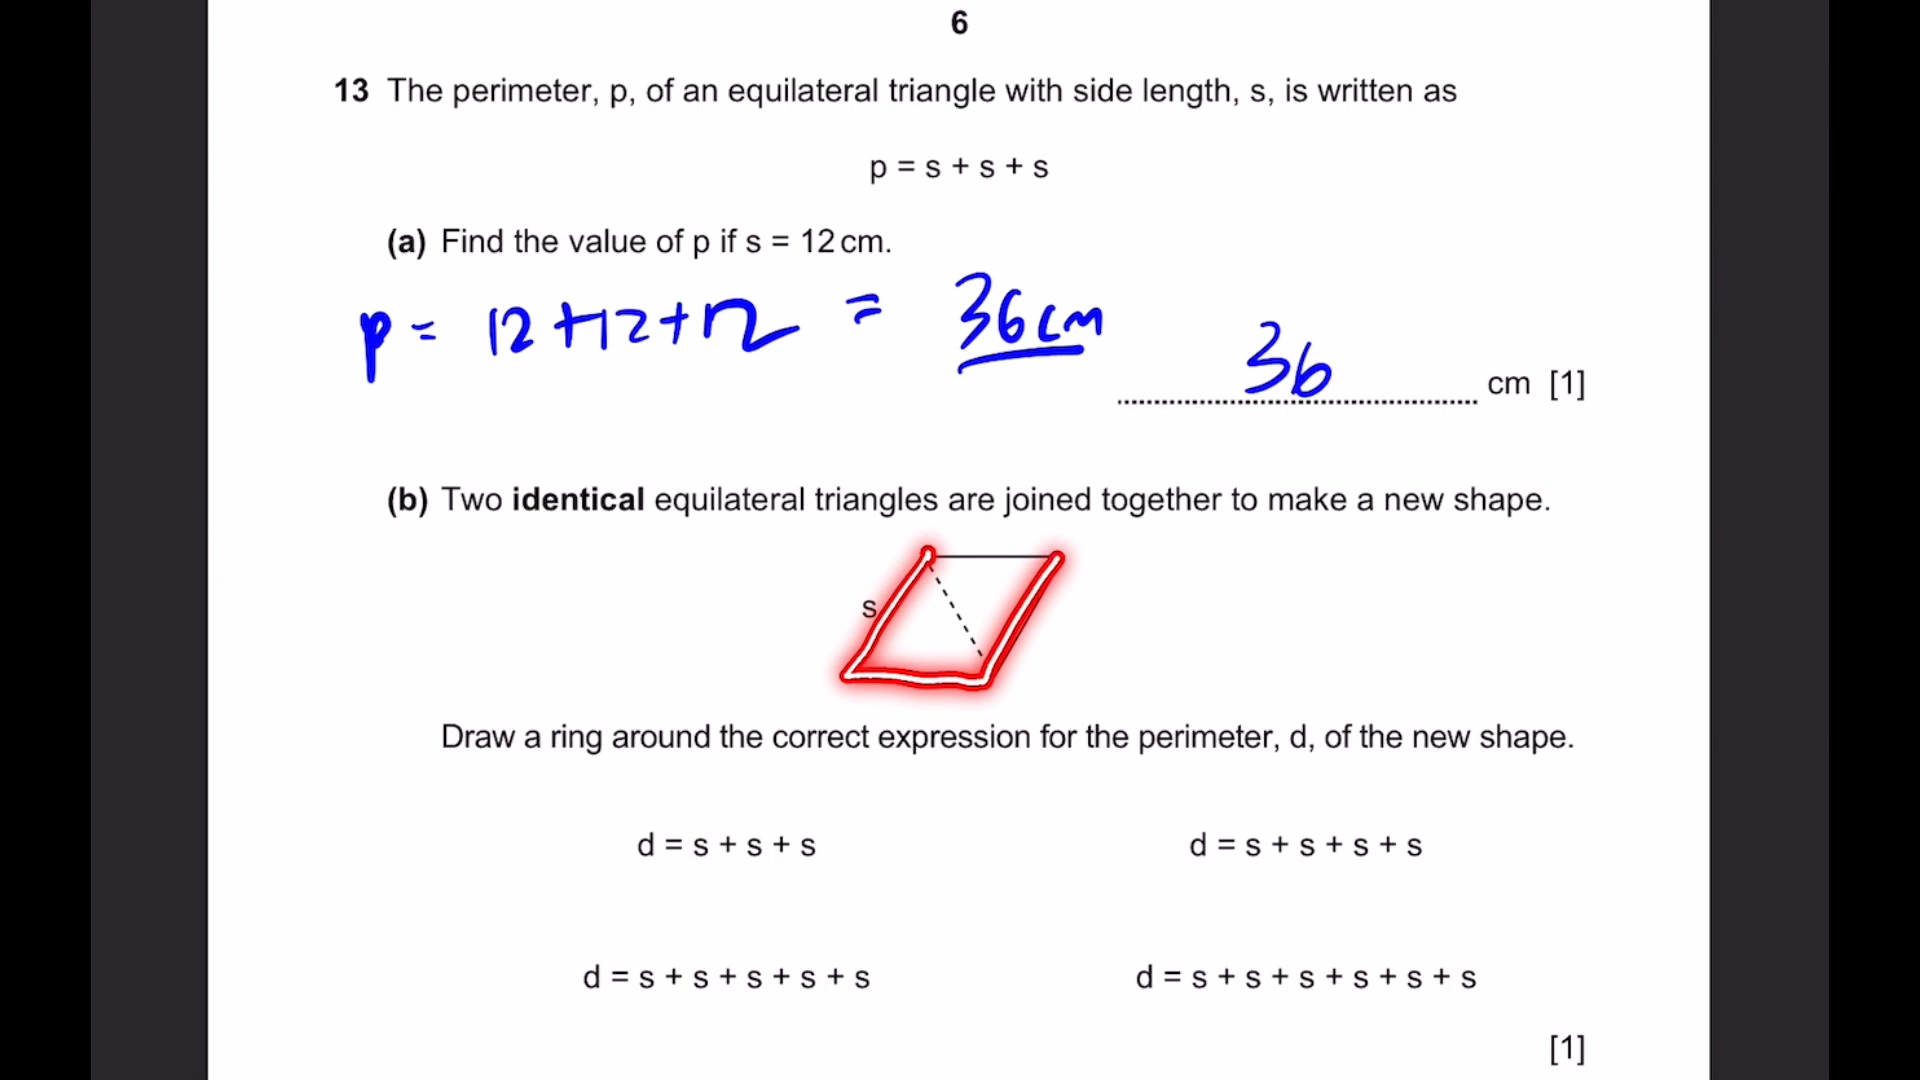 6
13 The perimeter, p, of an equilateral triangle with side length, s, is written as
p = s + s + s
(a) Find the value of p if s = 12 cm.
p = 12 + 12 + 12 = 36 cm
36 cm [1]
(b) Two identical equilateral triangles are joined together to make a new shape.
s
Draw a ring around the correct expression for the perimeter, d, of the new shape.
d = s + s + s d = s + s + s + s
d = s + s + s + s + s d = s + s + s + s + s + s
[1]